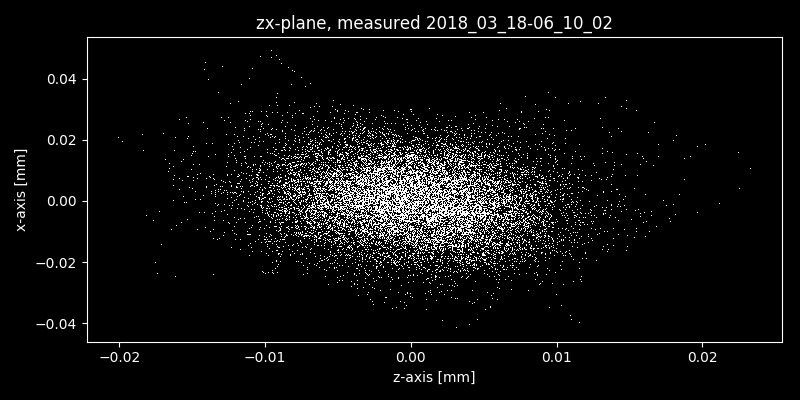 zx-plane, measured 2018_03_18-06_10_02
0.04
0.02
0.00
−0.02
−0.04
x-axis [mm]
−0.02 −0.01 0.00 0.01 0.02
z-axis [mm]